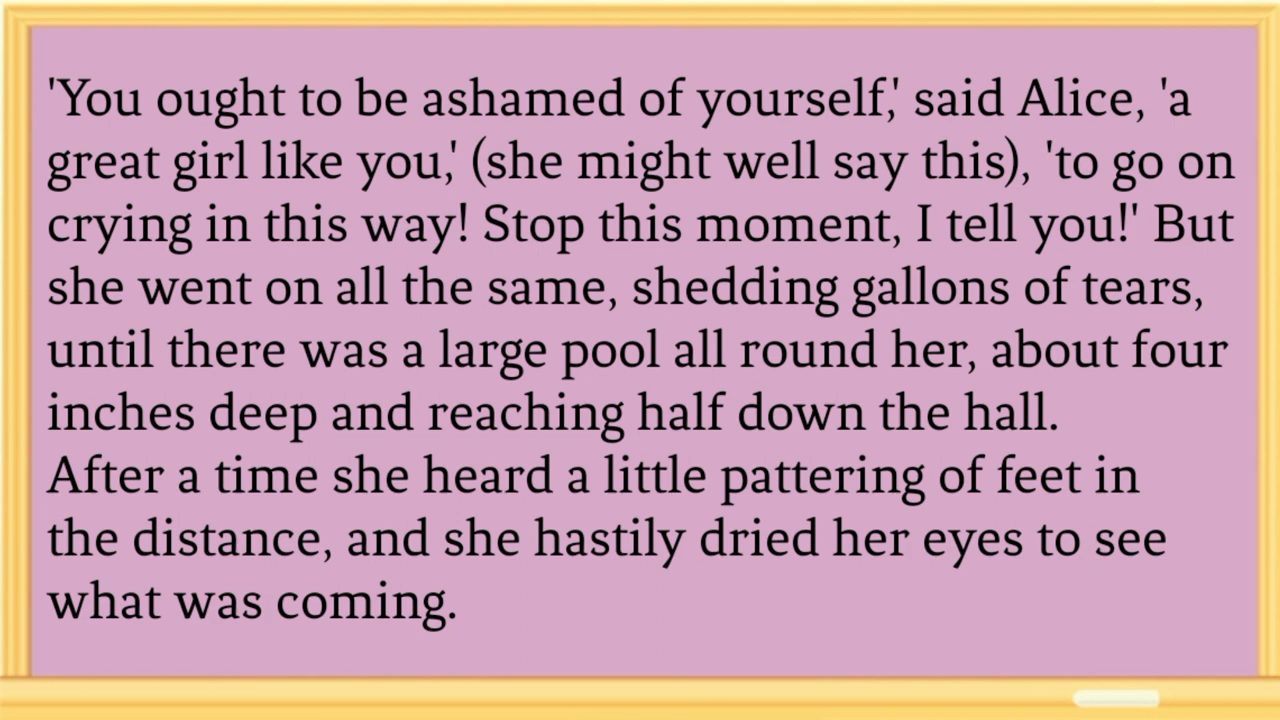 'You ought to be ashamed of yourself,' said Alice, 'a
great girl like you,' (she might well say this), 'to go on
crying in this way! Stop this moment, I tell you!' But
she went on all the same, shedding gallons of tears,
until there was a large pool all round her, about four
inches deep and reaching half down the hall.
After a time she heard a little pattering of feet in
the distance, and she hastily dried her eyes to see
what was coming.